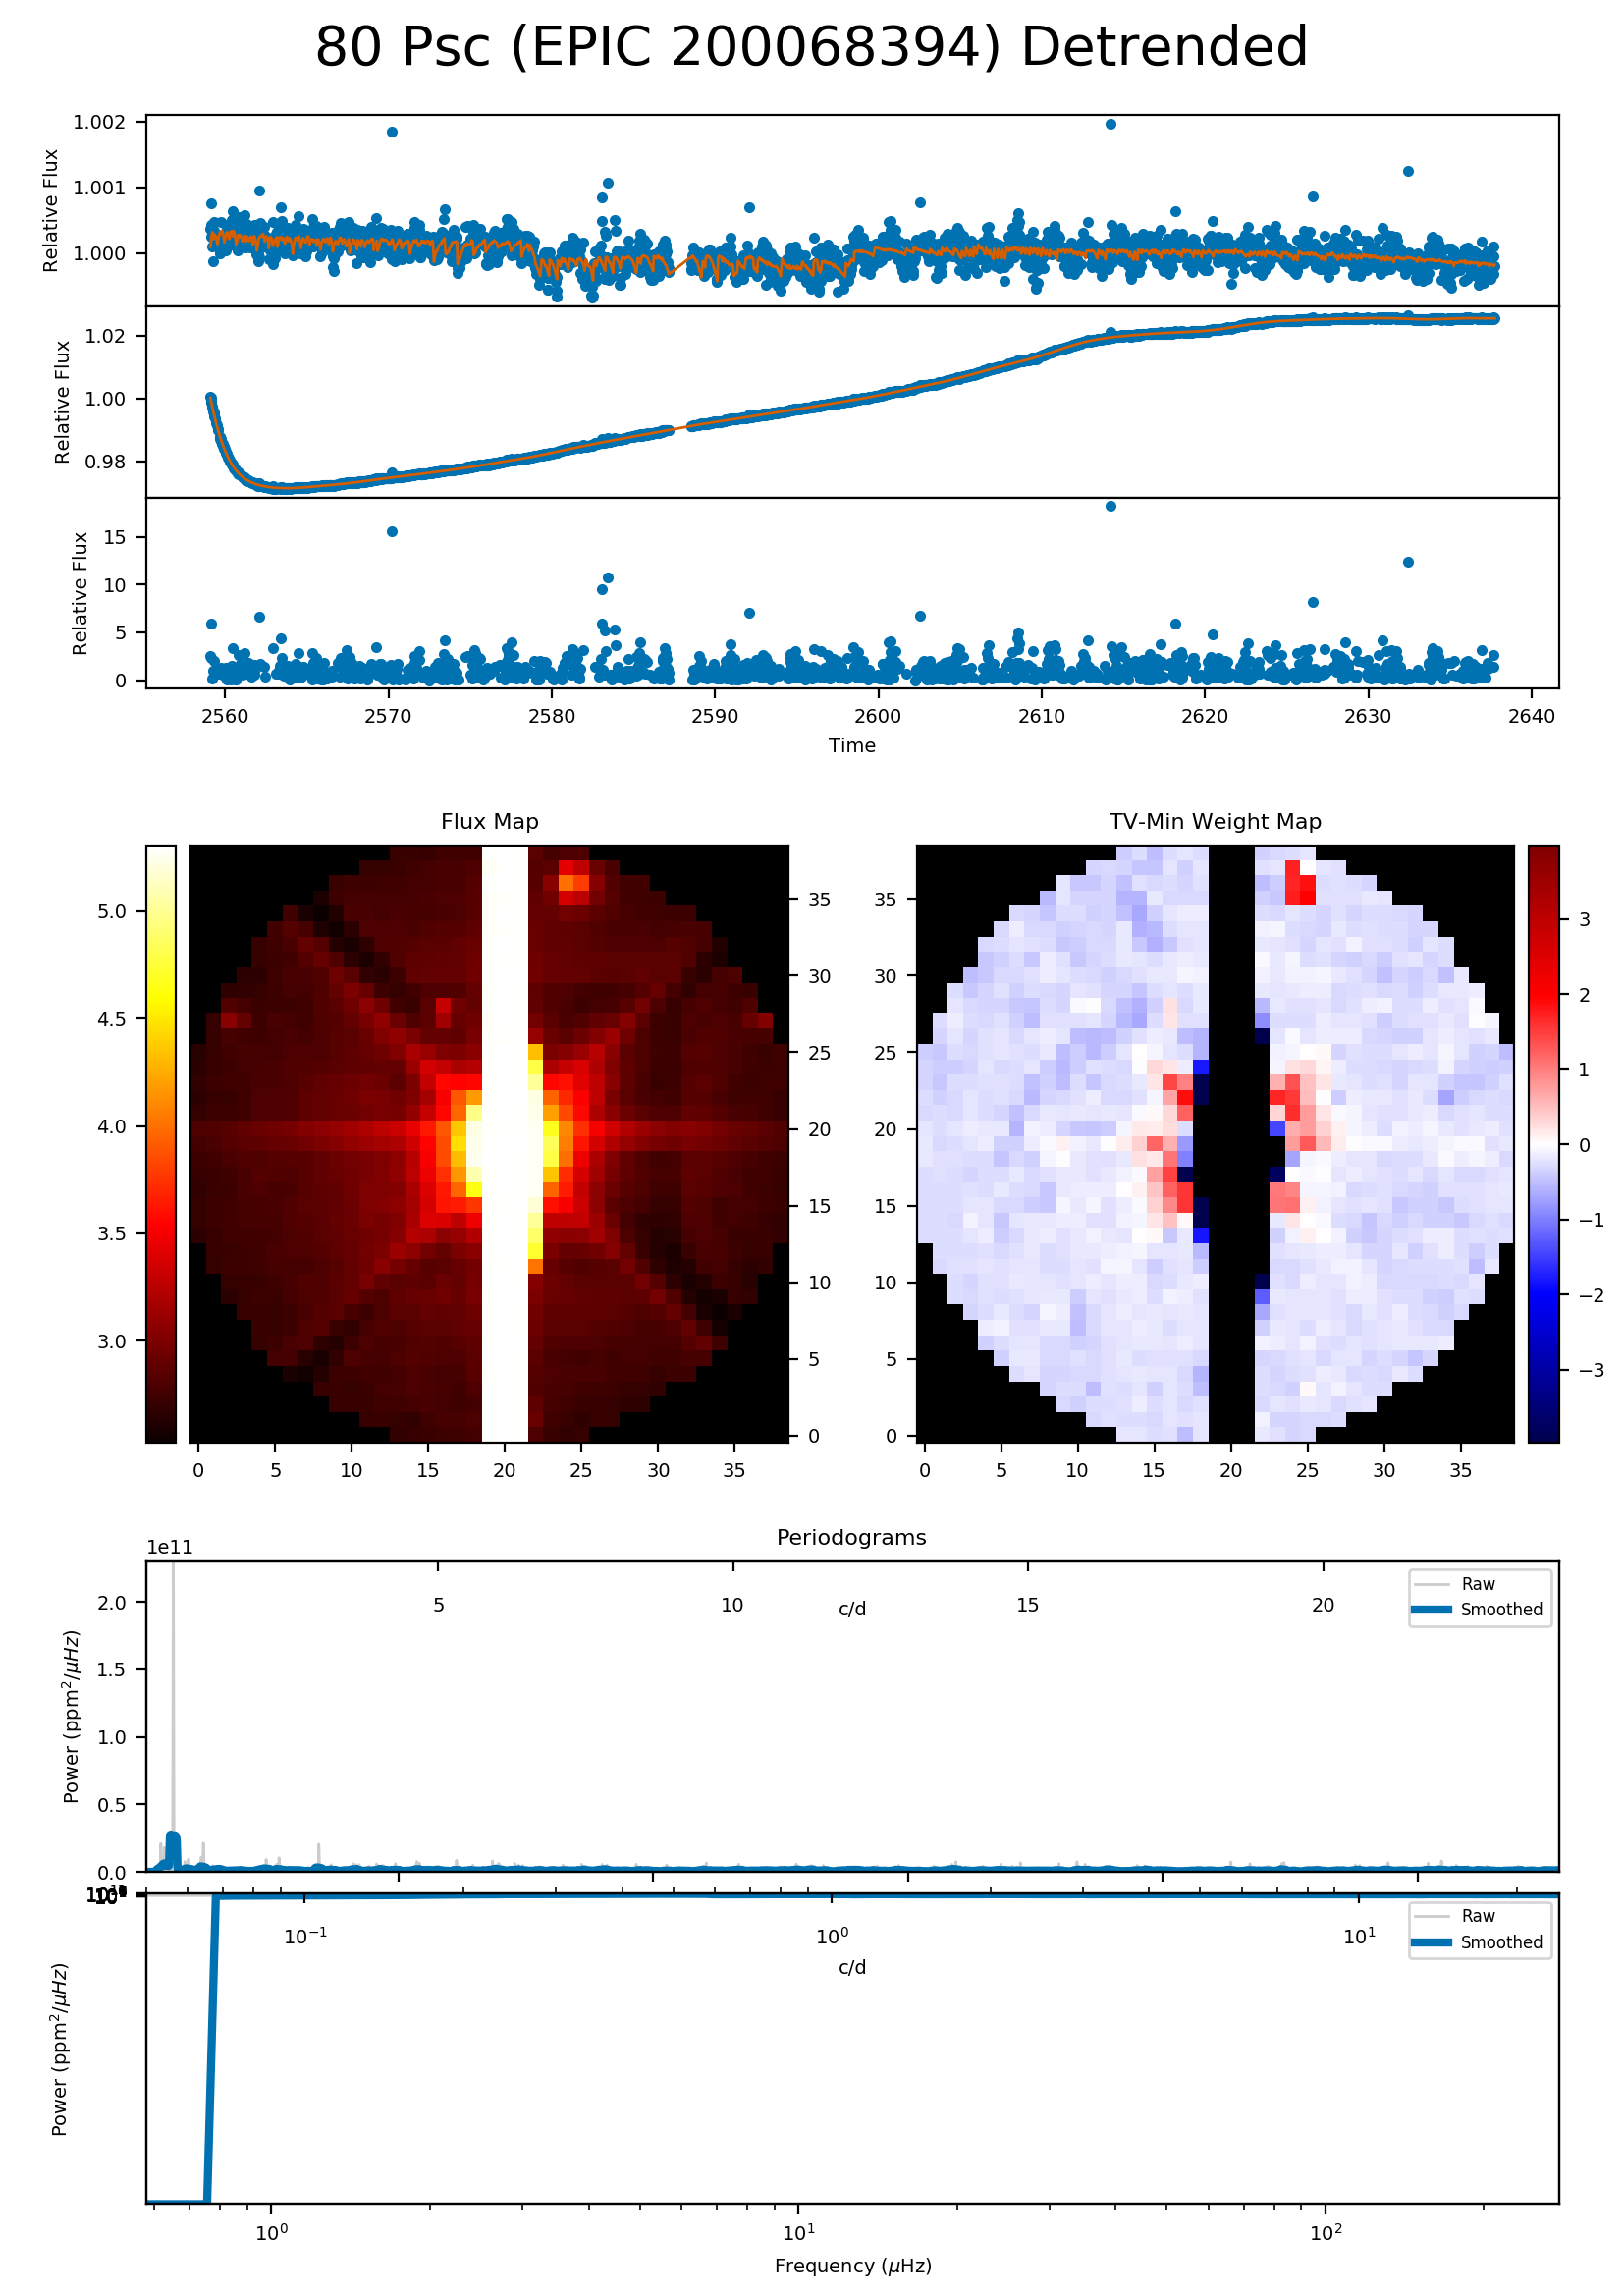 80 Psc (EPIC 200068394) Detrended
1.002
1.001
1.000
Relative Flux
1.02
1.00
0.98
Relative Flux
15
10
5
0
Relative Flux
2560 2570 2580 2590 2600 2610 2620 2630 2640
Time
Flux Map
TV-Min Weight Map
5.0
4.5
4.0
3.5
3.0
35
30
25
20
15
10
5
0
0 5 10 15 20 25 30 35
35
30
25
20
15
10
5
0
0 5 10 15 20 25 30 35
3
2
1
0
−1
−2
−3
Periodograms
1e11
2.0
1.5
1.0
0.5
0.0
Power (ppm²/μHz)
5 10 15 20
c/d
Raw
Smoothed
10⁻¹ 10⁰ 10¹
c/d
Raw
Smoothed
Power (ppm²/μHz)
10⁰ 10¹ 10²
Frequency (μHz)